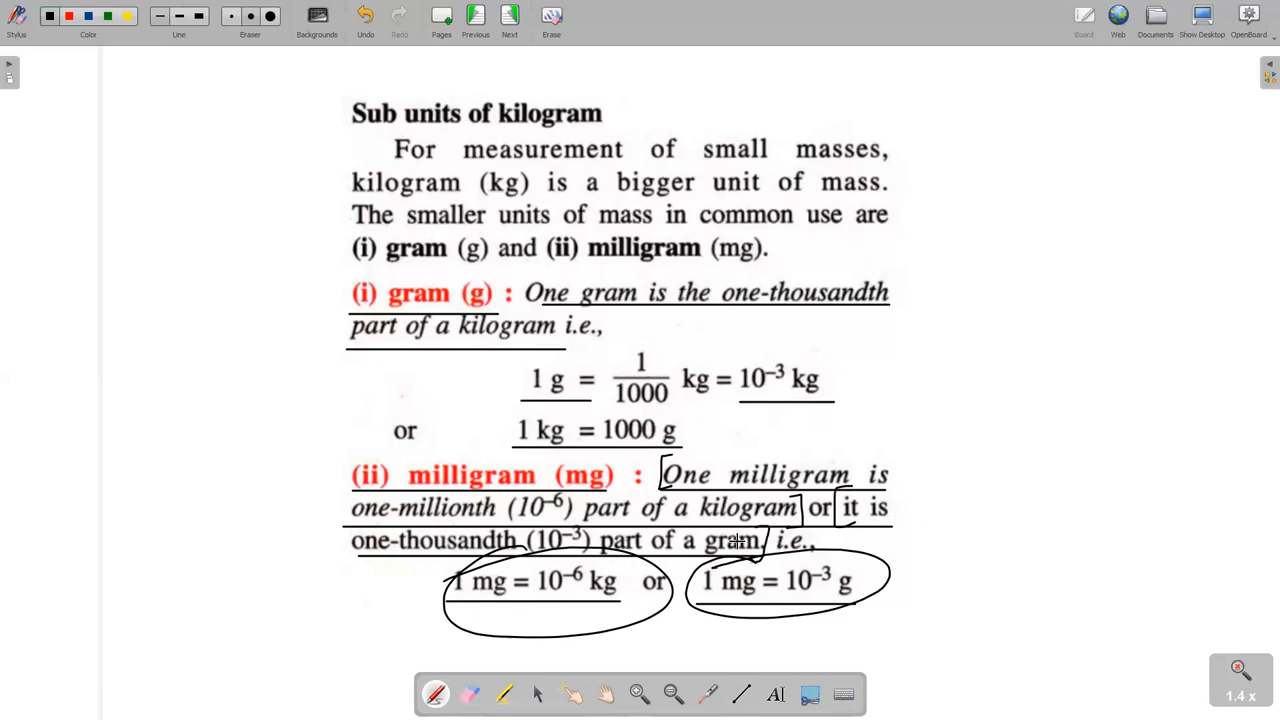 Stylus Color Line Eraser Backgrounds Undo Redo Pages Previous Next Erase Board Web Documents Show Desktop OpenBoard
Sub units of kilogram
For measurement of small masses,
kilogram (kg) is a bigger unit of mass.
The smaller units of mass in common use are
(i) gram (g) and (ii) milligram (mg).
(i) gram (g) : One gram is the one-thousandth
part of a kilogram i.e.,
1 g = 1/1000 kg = 10⁻³ kg
or 1 kg = 1000 g
(ii) milligram (mg) : One milligram is
one-millionth (10⁻⁶) part of a kilogram or it is
one-thousandth (10⁻³) part of a gram, i.e.,
1 mg = 10⁻⁶ kg or 1 mg = 10⁻³ g
1.4 x